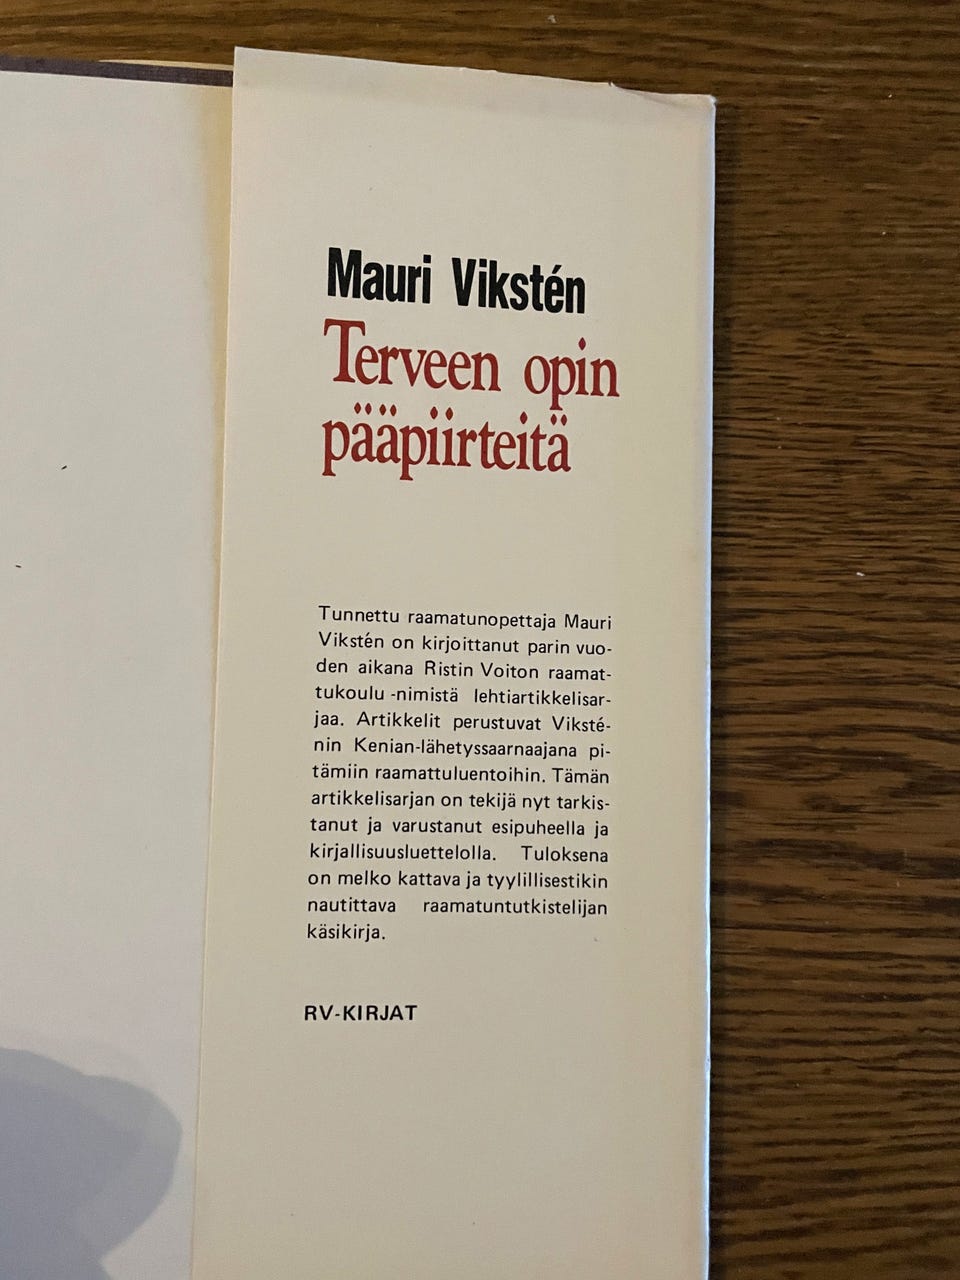 Mauri Vikstén
Terveen opin
pääpiirteitä
Tunnettu raamatunopettaja Mauri
Vikstén on kirjoittanut parin vuo-
den aikana Ristin Voiton raamat-
tukoulu -nimistä lehtiartikkelisar-
jaa. Artikkelit perustuvat Viksté-
nin Kenian-lähetyssaarnaajana pi-
tämiin raamattuluentoihin. Tämän
artikkelisarjan on tekijä nyt tarkis-
tanut ja varustanut esipuheella ja
kirjallisuusluettelolla. Tuloksena
on melko kattava ja tyylillisestikin
nautittava raamatuntutkistelijan
käsikirja.
RV-KIRJAT